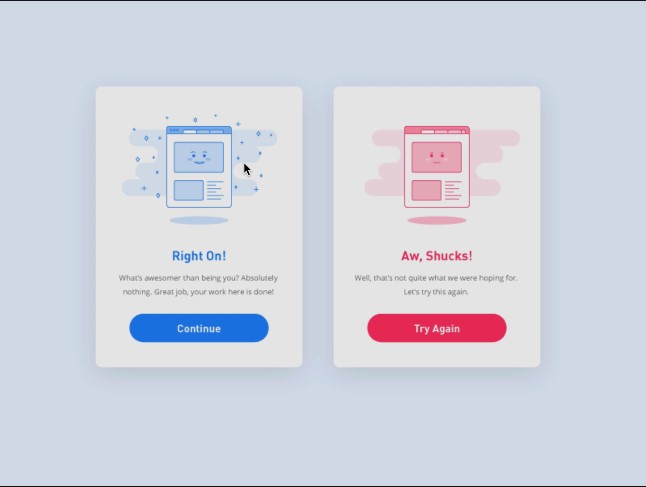 Right On!
What's awesomer than being you? Absolutely
nothing. Great job, your work here is done!
Continue
Aw, Shucks!
Well, that's not quite what we were hoping for.
Let's try this again.
Try Again